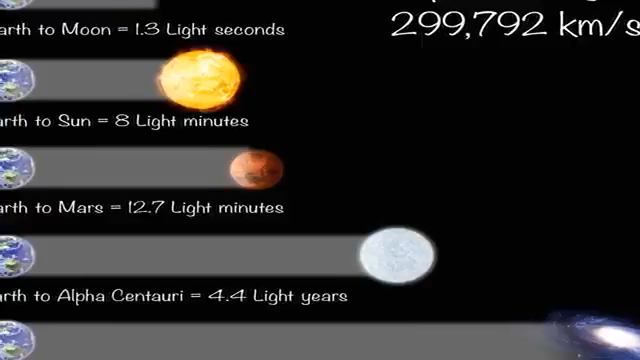 299,792 km/s
arth to Moon = 1.3 Light seconds
arth to Sun = 8 Light minutes
arth to Mars = 12.7 Light minutes
arth to Alpha Centauri = 4.4 Light years